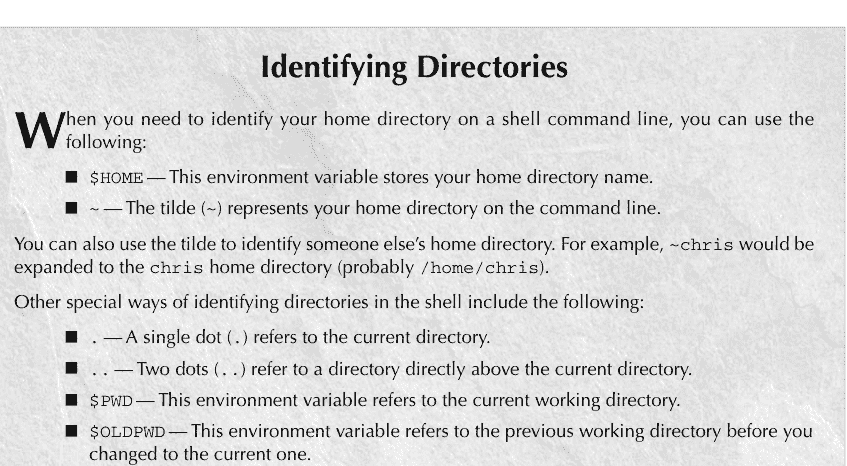 Identifying Directories
When you need to identify your home directory on a shell command line, you can use the
following:
■ $HOME — This environment variable stores your home directory name.
■ ~ — The tilde (~) represents your home directory on the command line.
You can also use the tilde to identify someone else's home directory. For example, ~chris would be
expanded to the chris home directory (probably /home/chris).
Other special ways of identifying directories in the shell include the following:
■ . — A single dot (.) refers to the current directory.
■ .. — Two dots (..) refer to a directory directly above the current directory.
■ $PWD — This environment variable refers to the current working directory.
■ $OLDPWD — This environment variable refers to the previous working directory before you
changed to the current one.